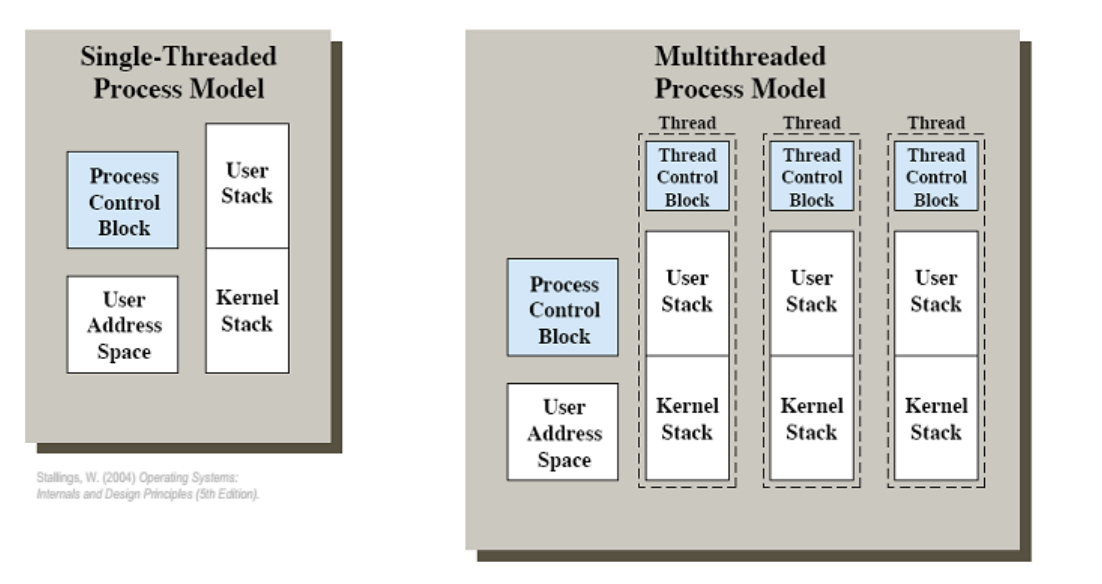 Single-Threaded
Process Model
Process
Control
Block
User
Stack
User
Address
Space
Kernel
Stack
Stallings, W. (2004) Operating Systems:
Internals and Design Principles (5th Edition).
Multithreaded
Process Model
Process
Control
Block
User
Address
Space
Thread
Thread
Control
Block
User
Stack
Kernel
Stack
Thread
Thread
Control
Block
User
Stack
Kernel
Stack
Thread
Thread
Control
Block
User
Stack
Kernel
Stack